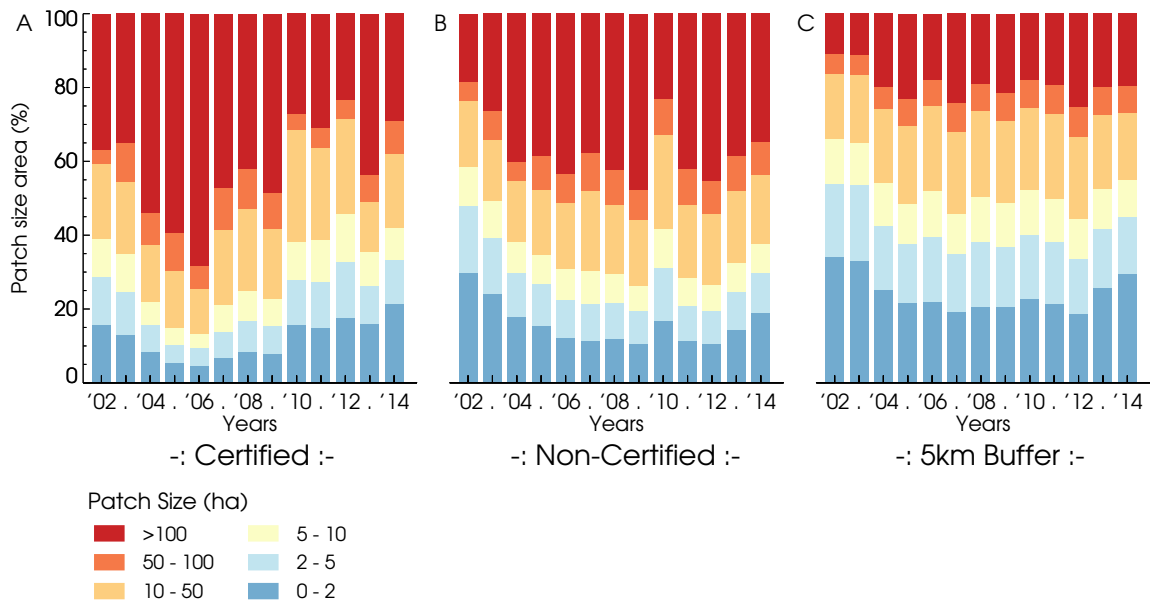 A
B
C
Patch size area (%)
100
80
60
40
20
0
'02 . '04 . '06 . '08 . '10 . '12 . '14
'02 . '04 . '06 . '08 . '10 . '12 . '14
'02 . '04 . '06 . '08 . '10 . '12 . '14
Years
Years
Years
-: Certified :-
-: Non-Certified :-
-: 5km Buffer :-
Patch Size (ha)
>100
50 - 100
10 - 50
5 - 10
2 - 5
0 - 2